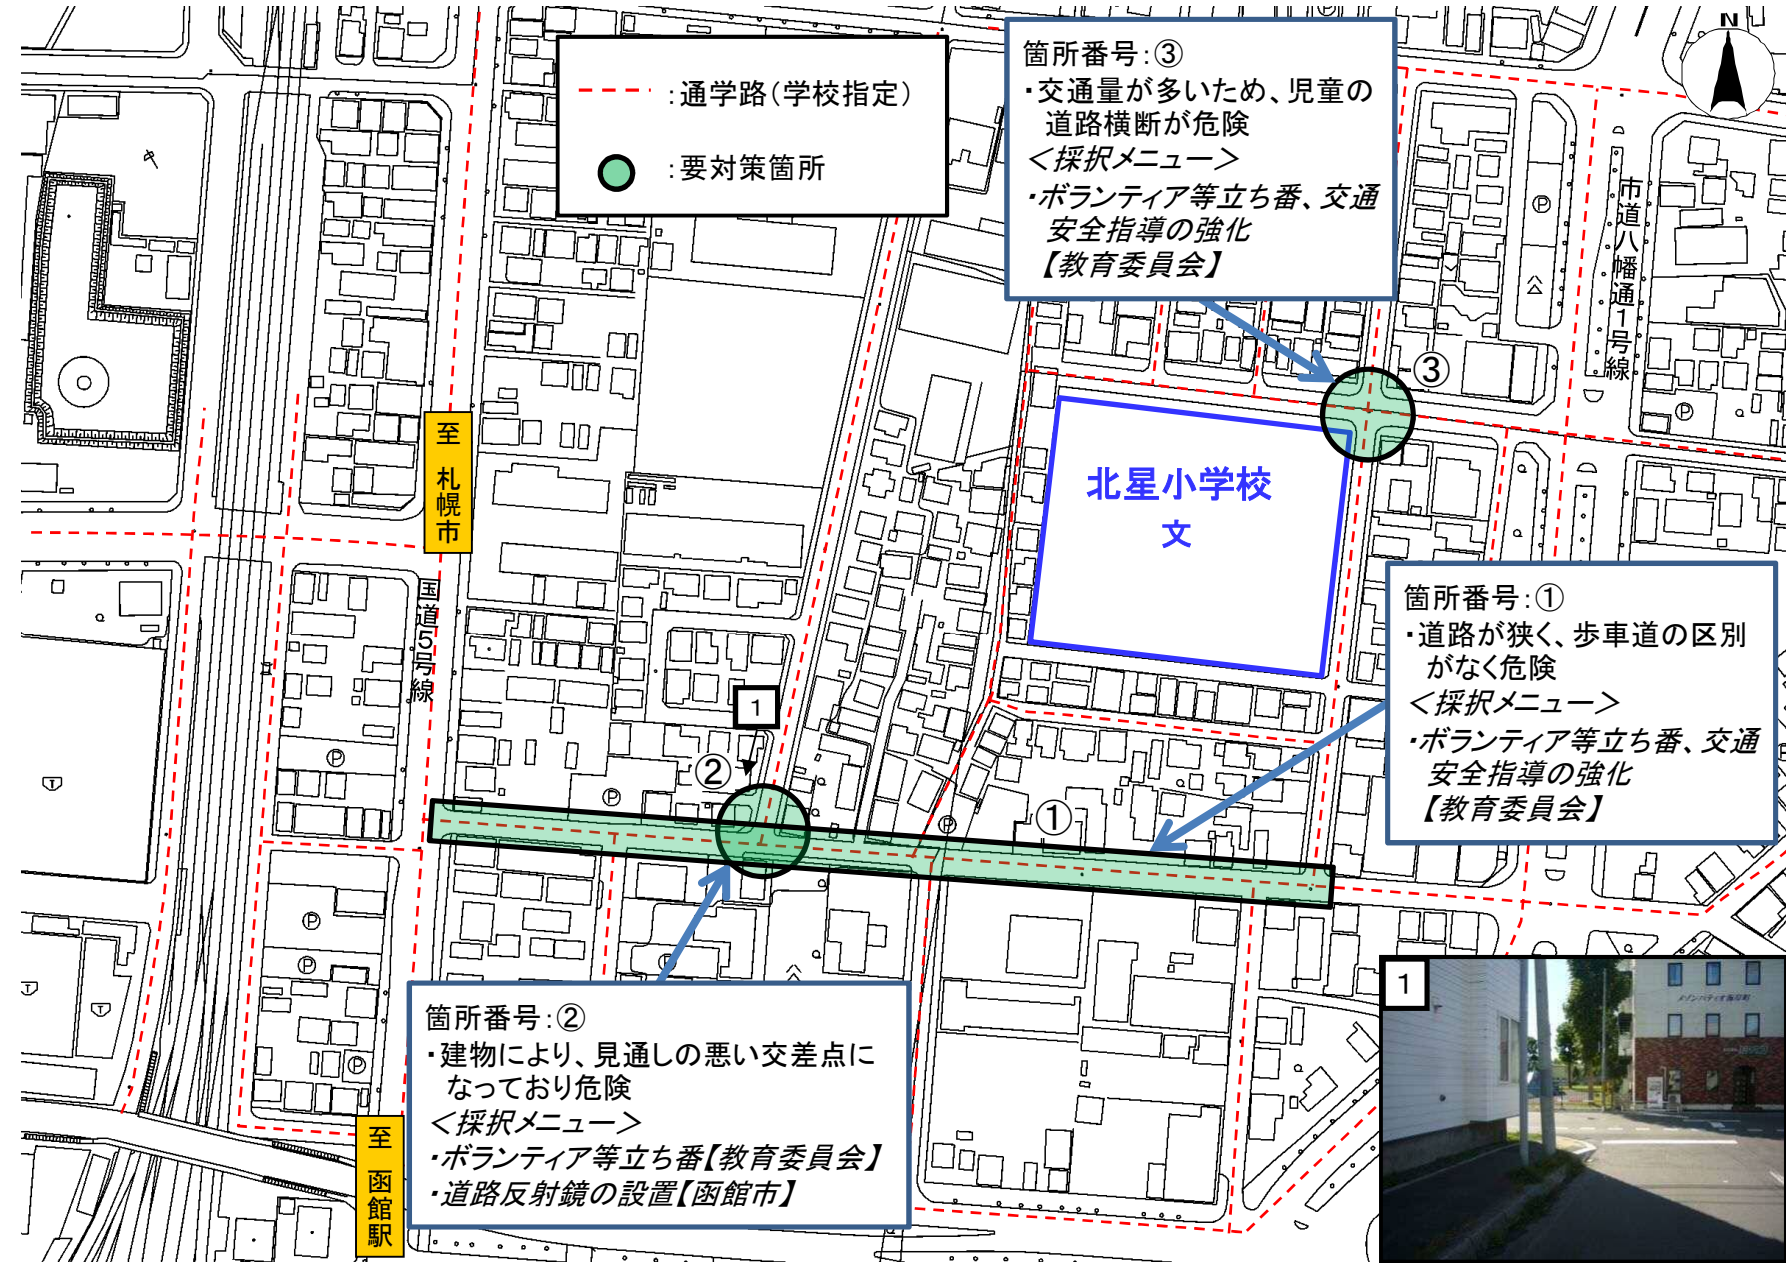 N
:通学路(学校指定)
:要対策箇所
箇所番号:③
・交通量が多いため、児童の
道路横断が危険
<採択メニュー>
・ボランティア等立ち番、交通
安全指導の強化
【教育委員会】
市道八幡通1号線
③
至 札幌市
北星小学校
文
国道5号線
箇所番号:①
・道路が狭く、歩車道の区別
がなく危険
<採択メニュー>
・ボランティア等立ち番、交通
安全指導の強化
【教育委員会】
1
②
①
箇所番号:②
・建物により、見通しの悪い交差点に
なっており危険
<採択メニュー>
・ボランティア等立ち番【教育委員会】
・道路反射鏡の設置【函館市】
至 函館駅
1